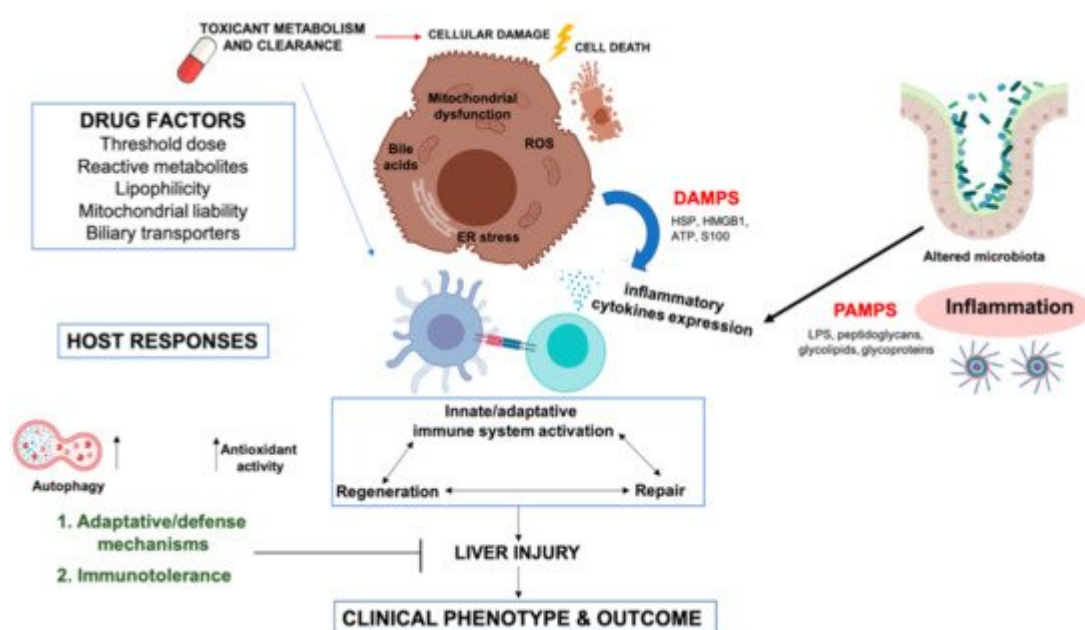 TOXICANT METABOLISM
AND CLEARANCE
CELLULAR DAMAGE
CELL DEATH
DRUG FACTORS
Threshold dose
Reactive metabolites
Lipophilicity
Mitochondrial liability
Biliary transporters
Mitochondrial
dysfunction
Bile
acids
ROS
ER stress
DAMPS
HSP, HMGB1,
ATP, S100
inflammatory
cytokines expression
Altered microbiota
PAMPS
LPS, peptidoglycans,
glycolipids, glycoproteins
Inflammation
HOST RESPONSES
Innate/adaptative
immune system activation
Regeneration
Repair
Autophagy
Antioxidant
activity
1. Adaptative/defense
mechanisms
2. Immunotolerance
LIVER INJURY
CLINICAL PHENOTYPE & OUTCOME